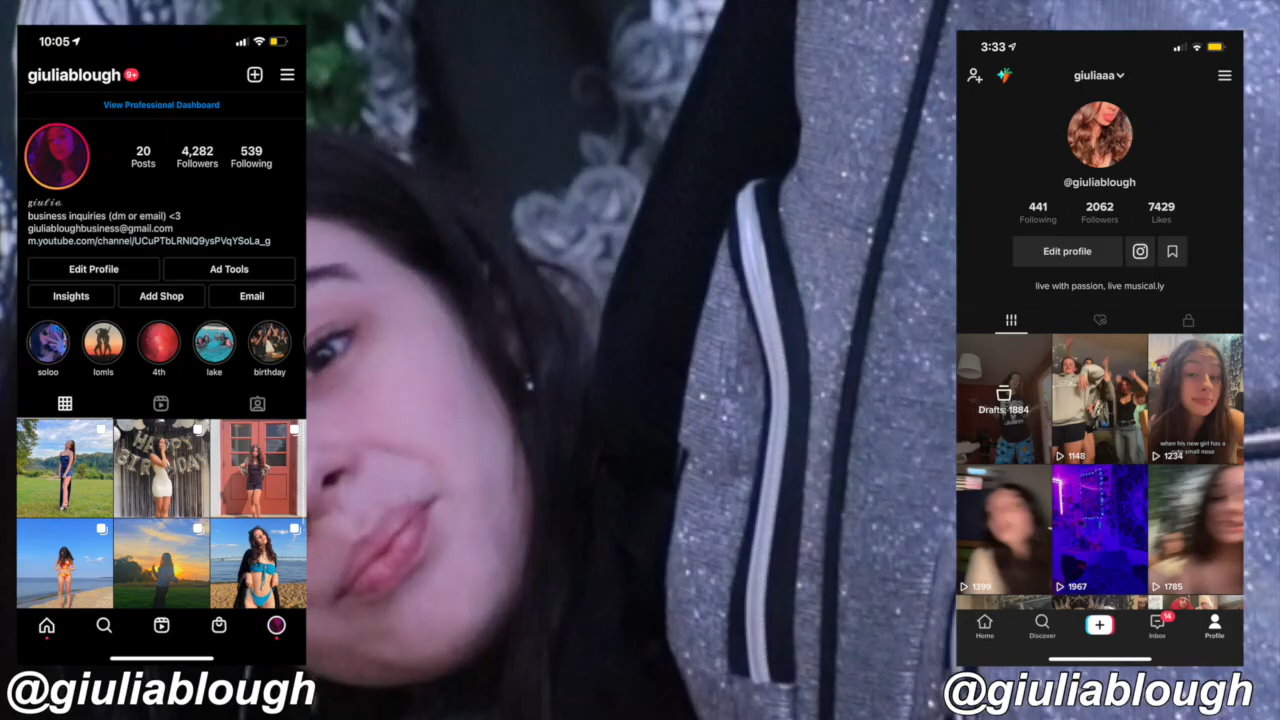 10:05
giuliablough 9+
View Professional Dashboard
20 4,282 539
Posts Followers Following
giulia
business inquiries (dm or email) <3
giuliabloughbusiness@gmail.com
m.youtube.com/channel/UCuPTbLRNIQ9ysPVqYSoLa_g
Edit Profile Ad Tools
Insights Add Shop Email
soloo lomls 4th lake birthday
HAPPY
BIRTHDAY
@giuliablough
3:33
giuliaaa
@giuliablough
441 2062 7429
Following Followers Likes
Edit profile
live with passion, live musical.ly
Drafts: 1884
1148
when his new girl has a
cute small nose
1234
1399 1967 1785
14
Home Discover Inbox Profile
@giuliablough